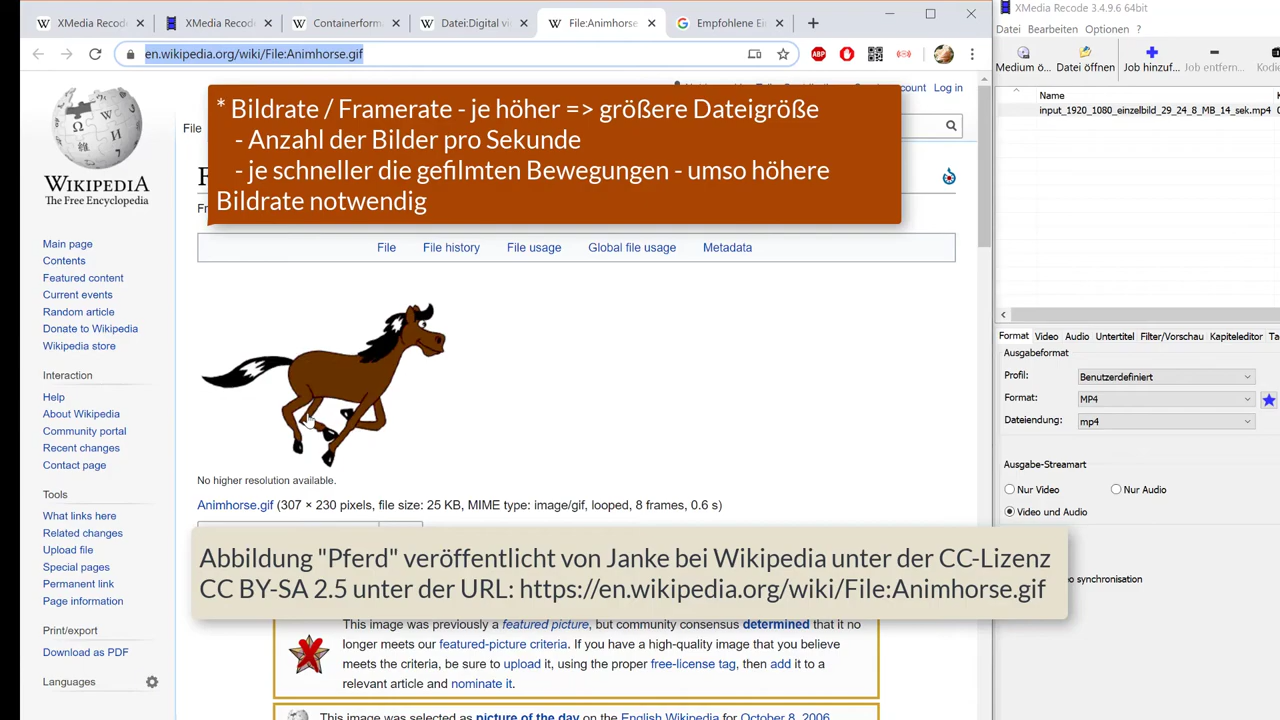 XMedia Recod
XMedia Recod
Containerform
Datei:Digital vi
File:Animhorse
Empfohlene Ei
XMedia Recode 3.4.9.6 64bit
Datei Bearbeiten Optionen ?
en.wikipedia.org/wiki/File:Animhorse.gif
ABP
Medium ö...
Datei öffnen
Job hinzuf...
Job entfern...
Kodie
count Log in
* Bildrate / Framerate - je höher => größere Dateigröße
- Anzahl der Bilder pro Sekunde
- je schneller die gefilmten Bewegungen - umso höhere
Bildrate notwendig
Name
input_1920_1080_einzelbild_29_24_8_MB_14_sek.mp4
File
WIKIPEDIA
The Free Encyclopedia
F
Fr
File File history File usage Global file usage Metadata
Main page
Contents
Featured content
Current events
Random article
Donate to Wikipedia
Wikipedia store
Interaction
Help
About Wikipedia
Community portal
Recent changes
Contact page
Tools
What links here
Related changes
Upload file
Special pages
Permanent link
Page information
Print/export
Download as PDF
Languages
No higher resolution available.
Animhorse.gif (307 × 230 pixels, file size: 25 KB, MIME type: image/gif, looped, 8 frames, 0.6 s)
Abbildung "Pferd" veröffentlicht von Janke bei Wikipedia unter der CC-Lizenz
CC BY-SA 2.5 unter der URL: https://en.wikipedia.org/wiki/File:Animhorse.gif
This image was previously a featured picture, but community consensus determined that it no
longer meets our featured-picture criteria. If you have a high-quality image that you believe
meets the criteria, be sure to upload it, using the proper free-license tag, then add it to a
relevant article and nominate it.
This image was selected as picture of the day on the English Wikipedia for October 8, 2006
Format Video Audio Untertitel Filter/Vorschau Kapiteleditor Ta
Ausgabeformat
Profil: Benutzerdefiniert
Format: MP4
Dateiendung: mp4
Ausgabe-Streamart
Nur Video
Nur Audio
Video und Audio
o synchronisation